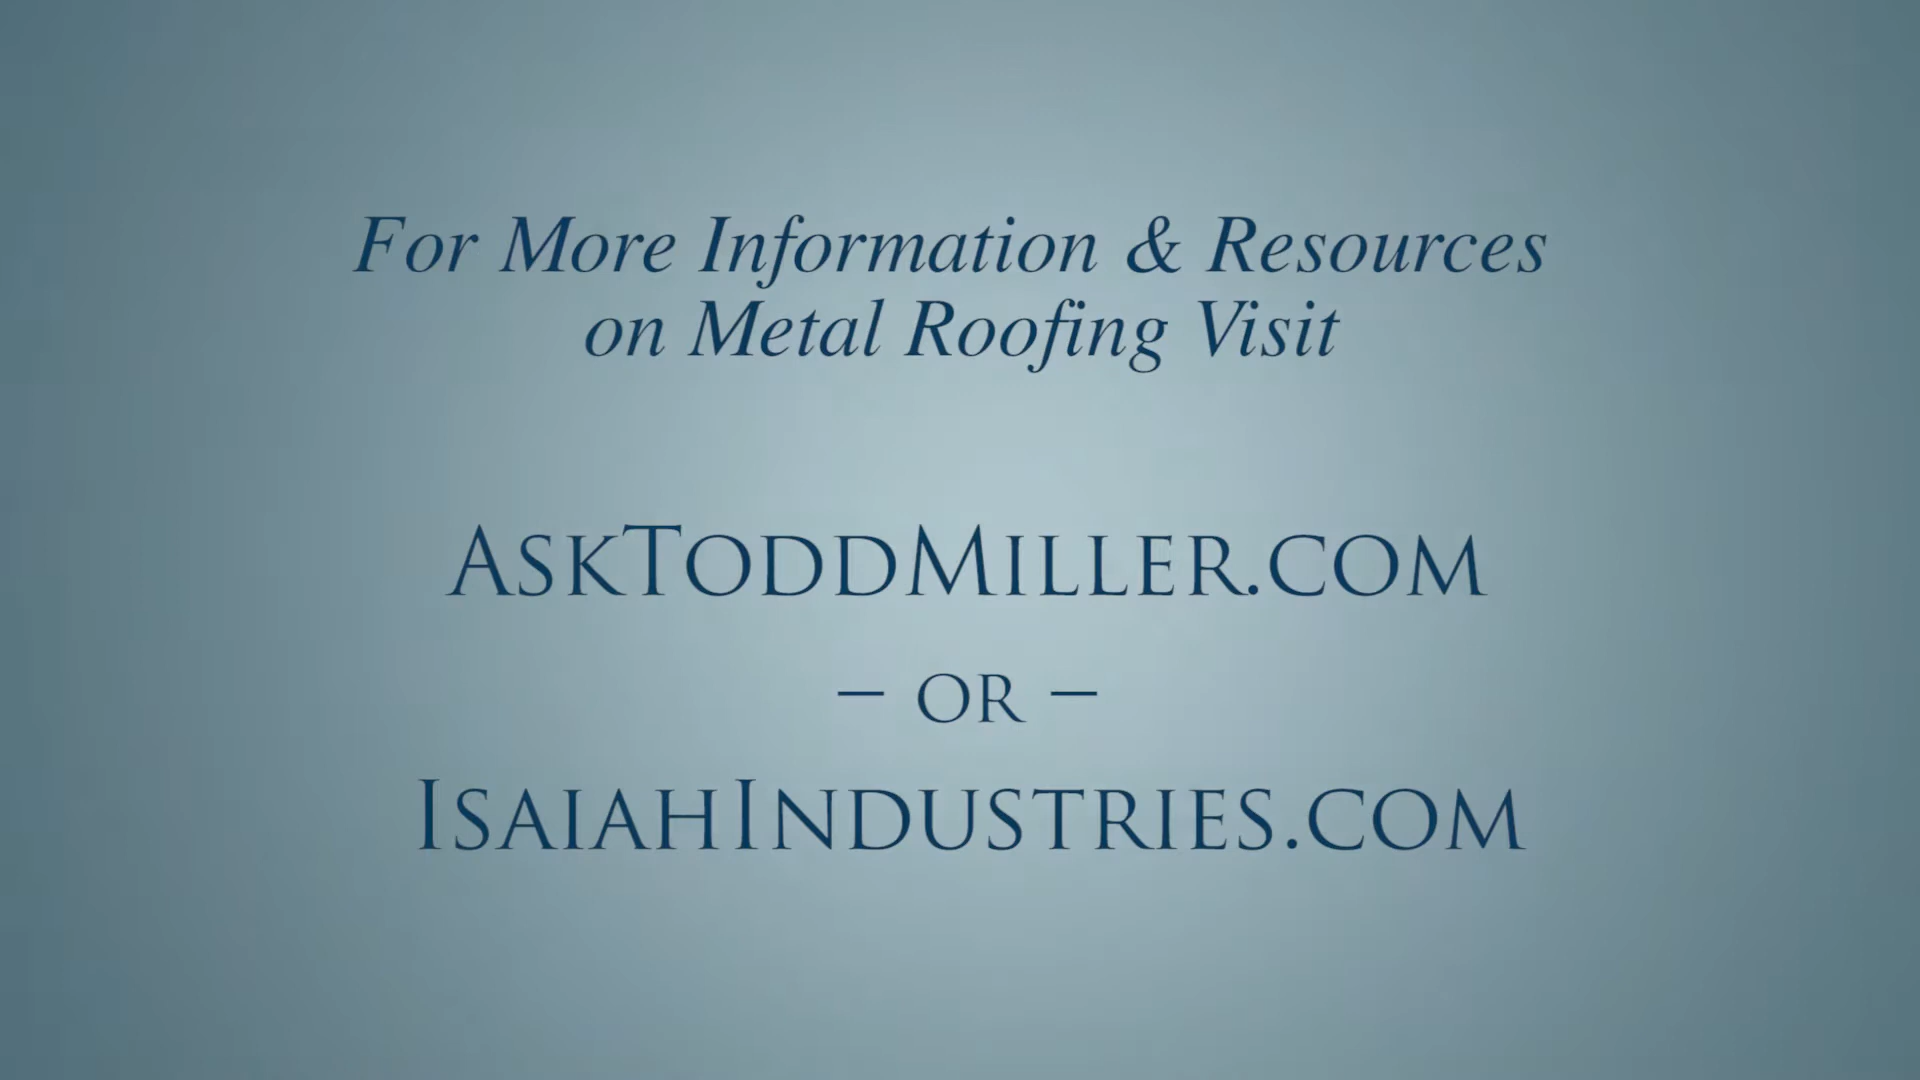 For More Information & Resources
on Metal Roofing Visit
AskToddMiller.com
– or –
IsaiahIndustries.com